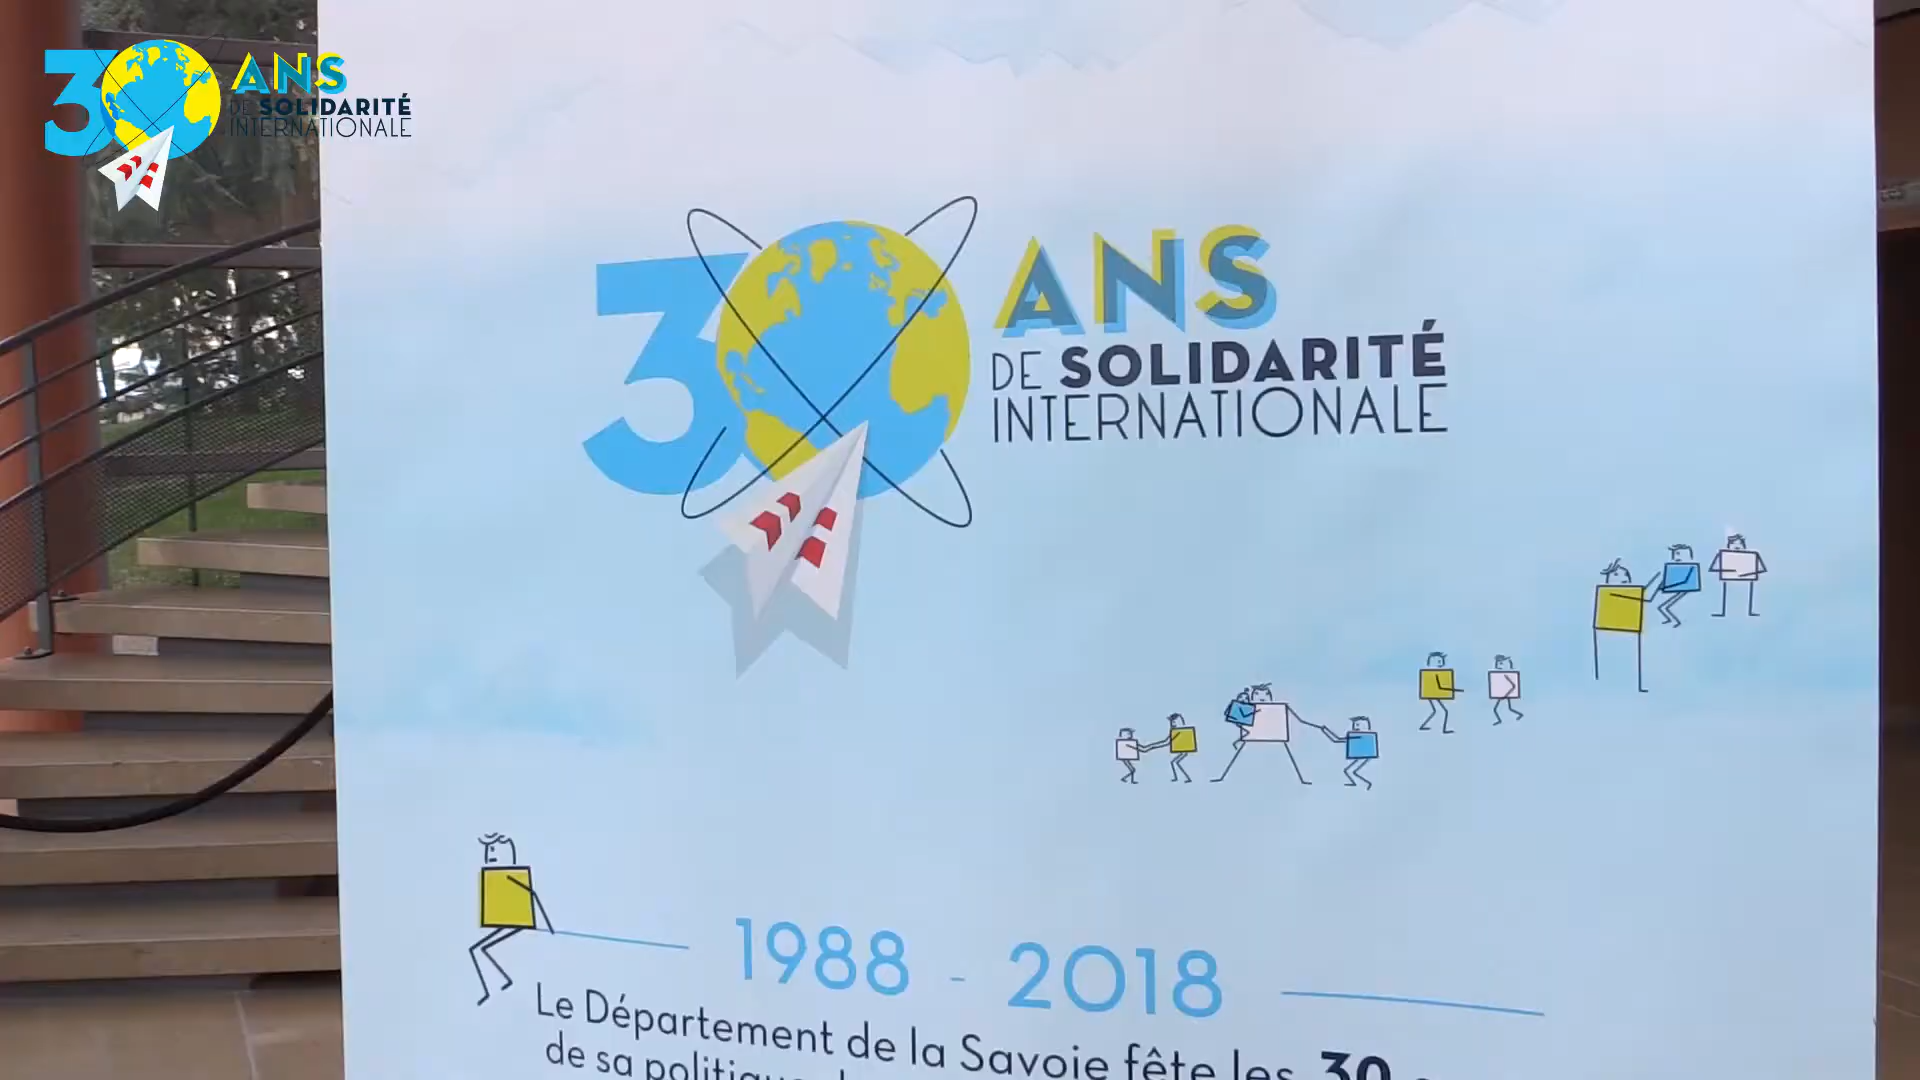 30 ANS
DE SOLIDARITÉ
INTERNATIONALE
30 ANS
DE SOLIDARITÉ
INTERNATIONALE
1988 - 2018
Le Département de la Savoie fête les 30
de sa